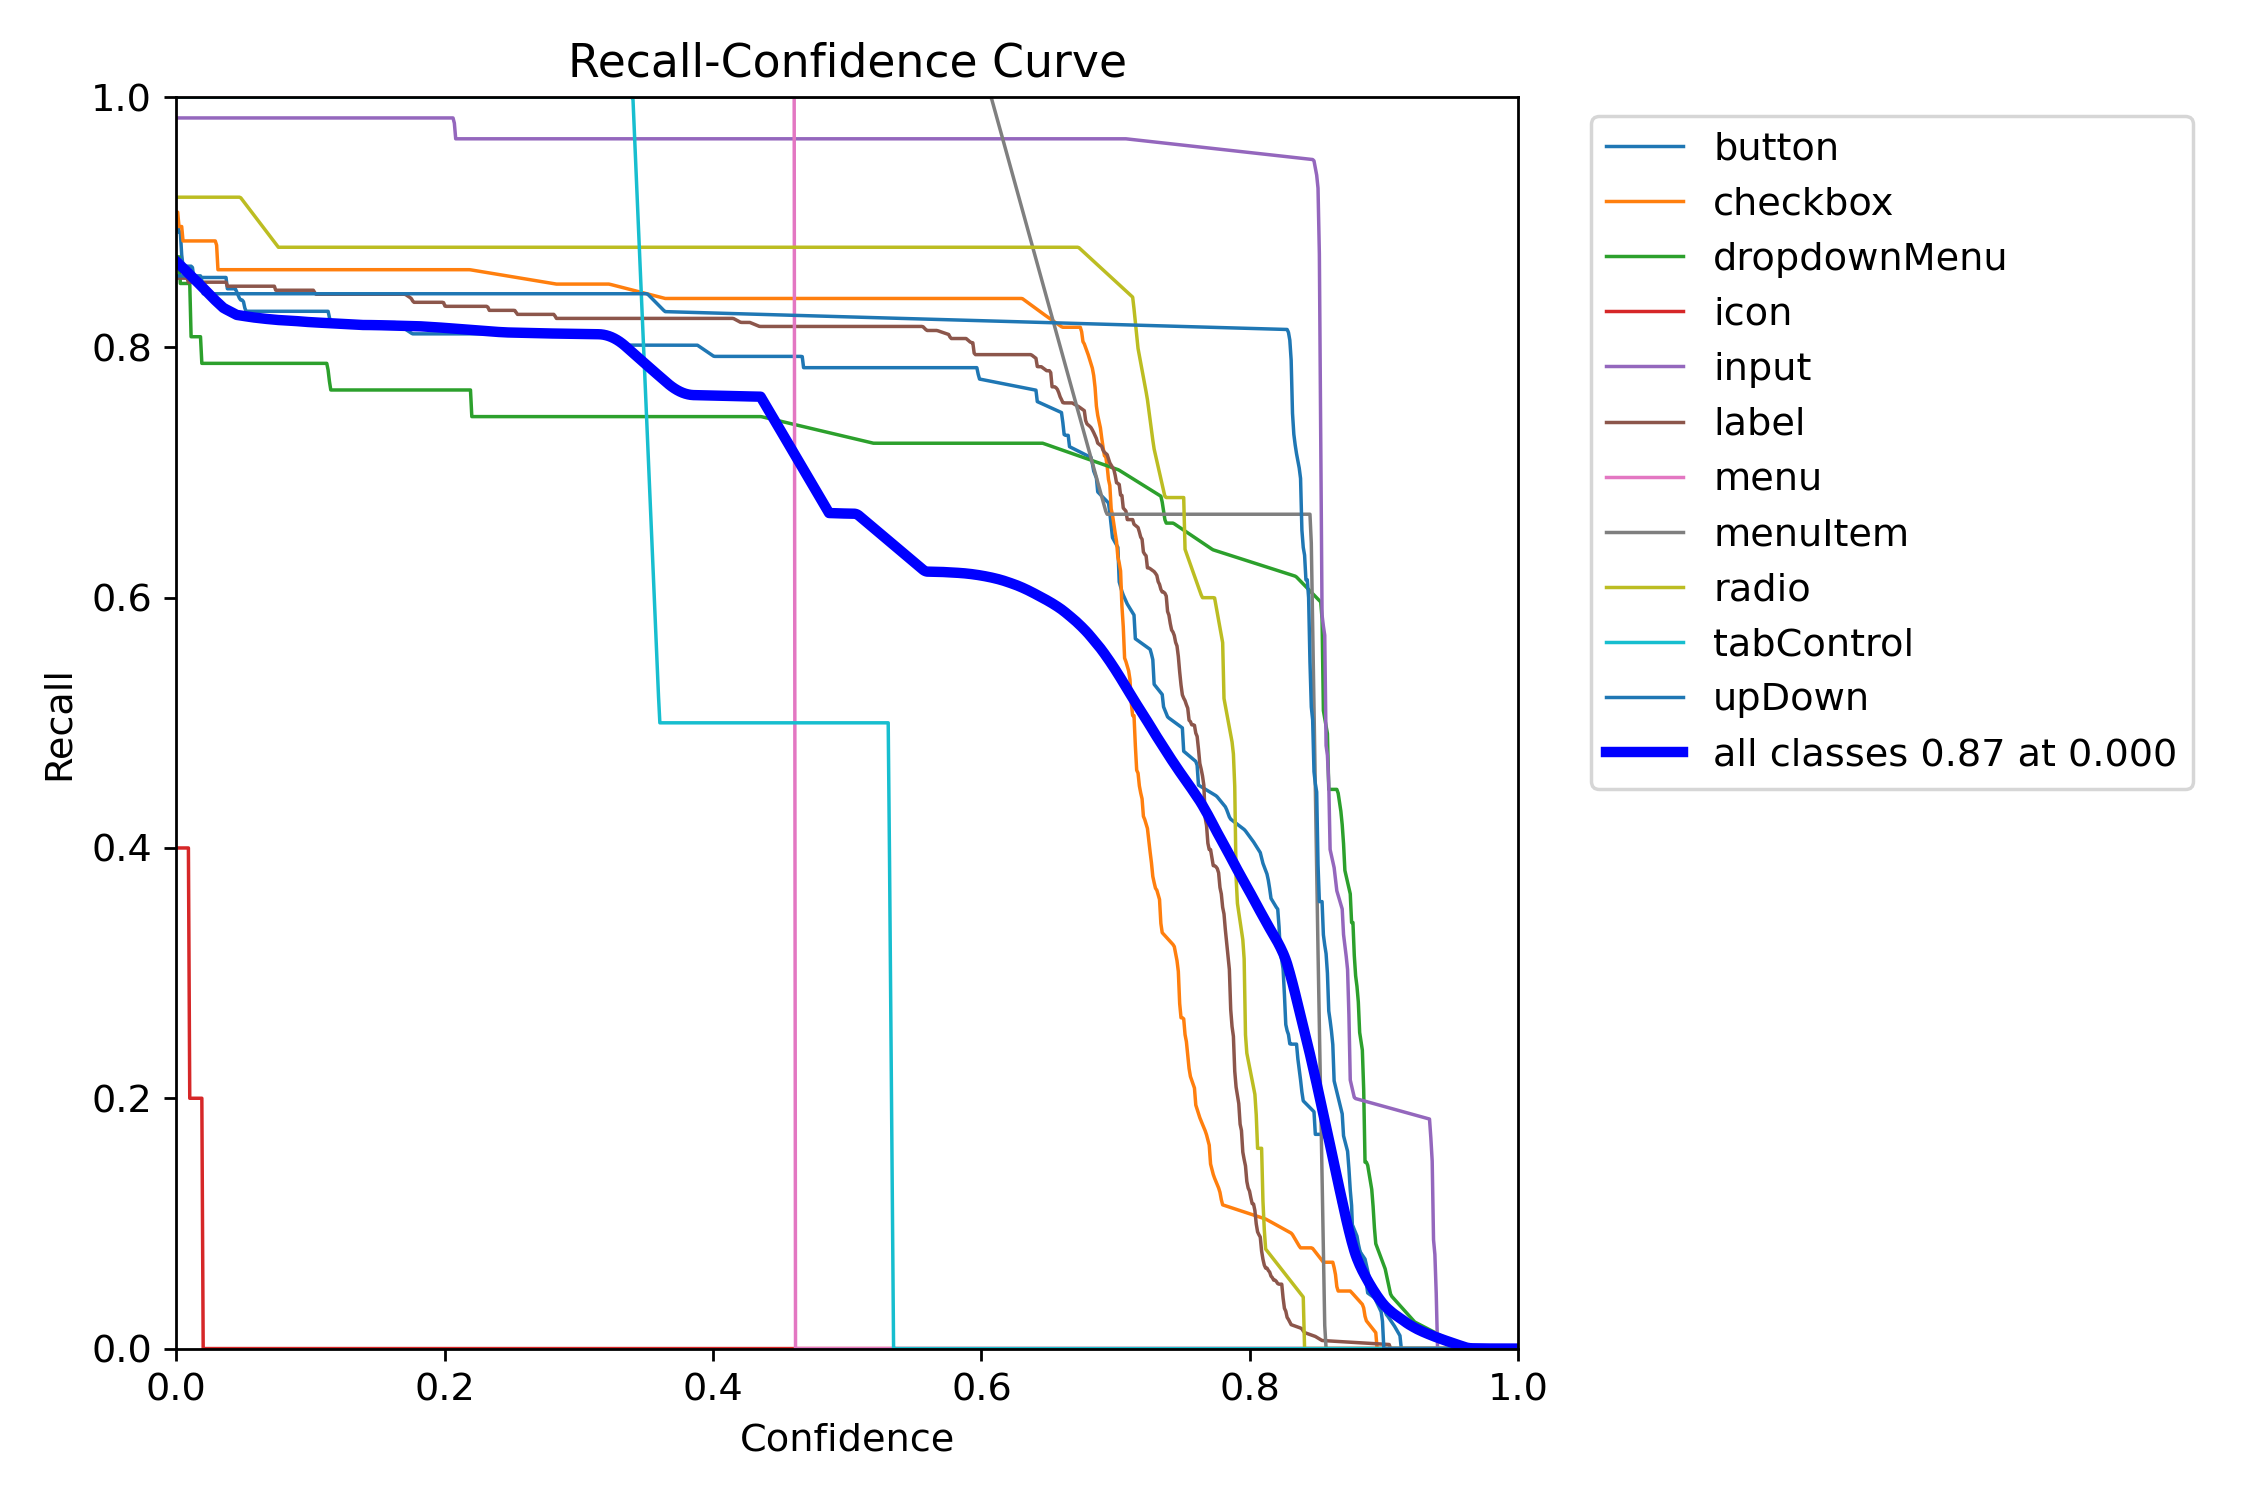 Recall-Confidence Curve
1.0
0.8
0.6
0.4
0.2
0.0
Recall
0.0 0.2 0.4 0.6 0.8 1.0
Confidence
button
checkbox
dropdownMenu
icon
input
label
menu
menuItem
radio
tabControl
upDown
all classes 0.87 at 0.000